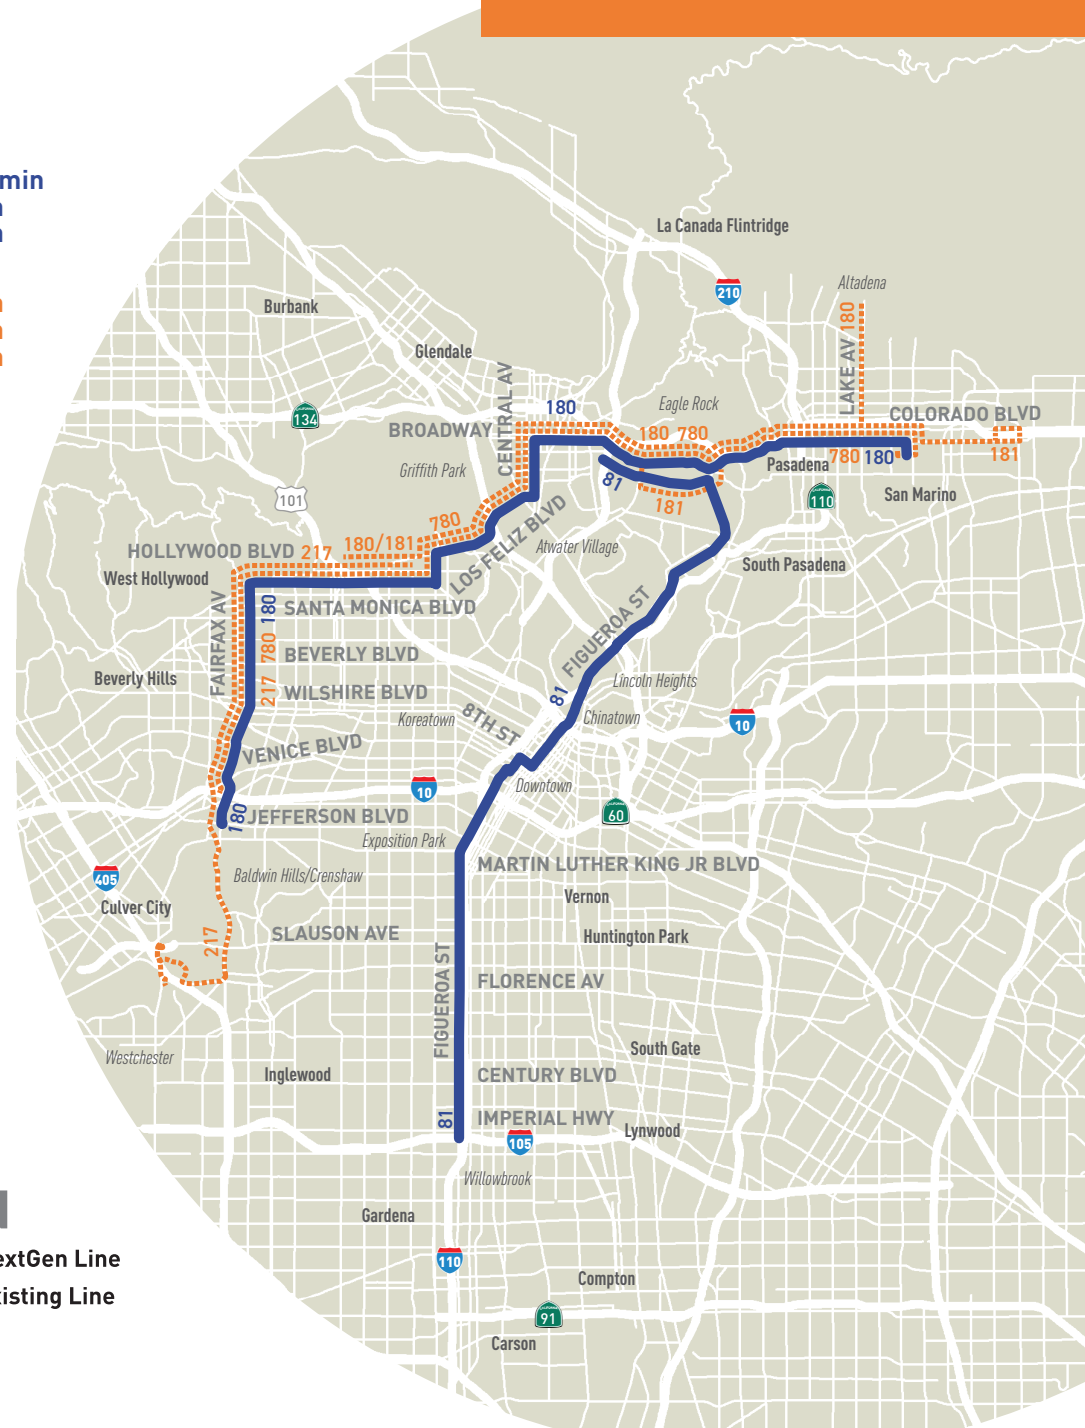 min
La Canada Flintridge
210
Altadena
Burbank
LAKE AV 180
Glendale
CENTRAL AV
180
Eagle Rock
COLORADO BLVD
134
BROADWAY
180 780
780 180
181
Griffith Park
81
Pasadena
101
181
110
San Marino
780
LOS FELIZ BLVD
HOLLYWOOD BLVD 217 180/181
Atwater Village
West Hollywood
South Pasadena
FAIRFAX AV
180
SANTA MONICA BLVD
FIGUEROA ST
217 780
BEVERLY BLVD
Beverly Hills
WILSHIRE BLVD
81
Lincoln Heights
Koreatown
8TH ST
Chinatown
10
VENICE BLVD
10
Downtown
180
JEFFERSON BLVD
60
Exposition Park
MARTIN LUTHER KING JR BLVD
405
Baldwin Hills/Crenshaw
Culver City
Vernon
217
SLAUSON AVE
Huntington Park
FIGUEROA ST
FLORENCE AV
Westchester
South Gate
Inglewood
CENTURY BLVD
81
IMPERIAL HWY
105
Lynwood
Willowbrook
Gardena
110
extGen Line
Compton
isting Line
91
Carson